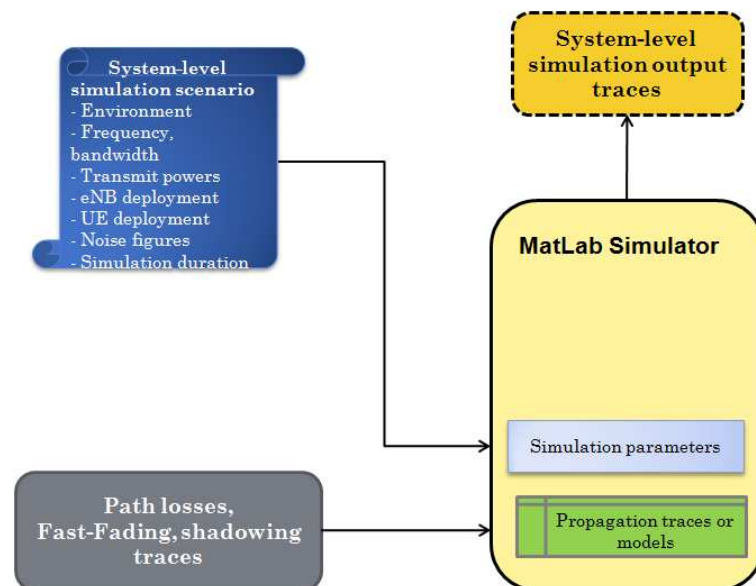 System-level
simulation scenario
- Environment
- Frequency,
bandwidth
- Transmit powers
- eNB deployment
- UE deployment
- Noise figures
- Simulation duration
System-level
simulation output
traces
MatLab Simulator
Simulation parameters
Propagation traces or
models
Path losses,
Fast-Fading, shadowing
traces